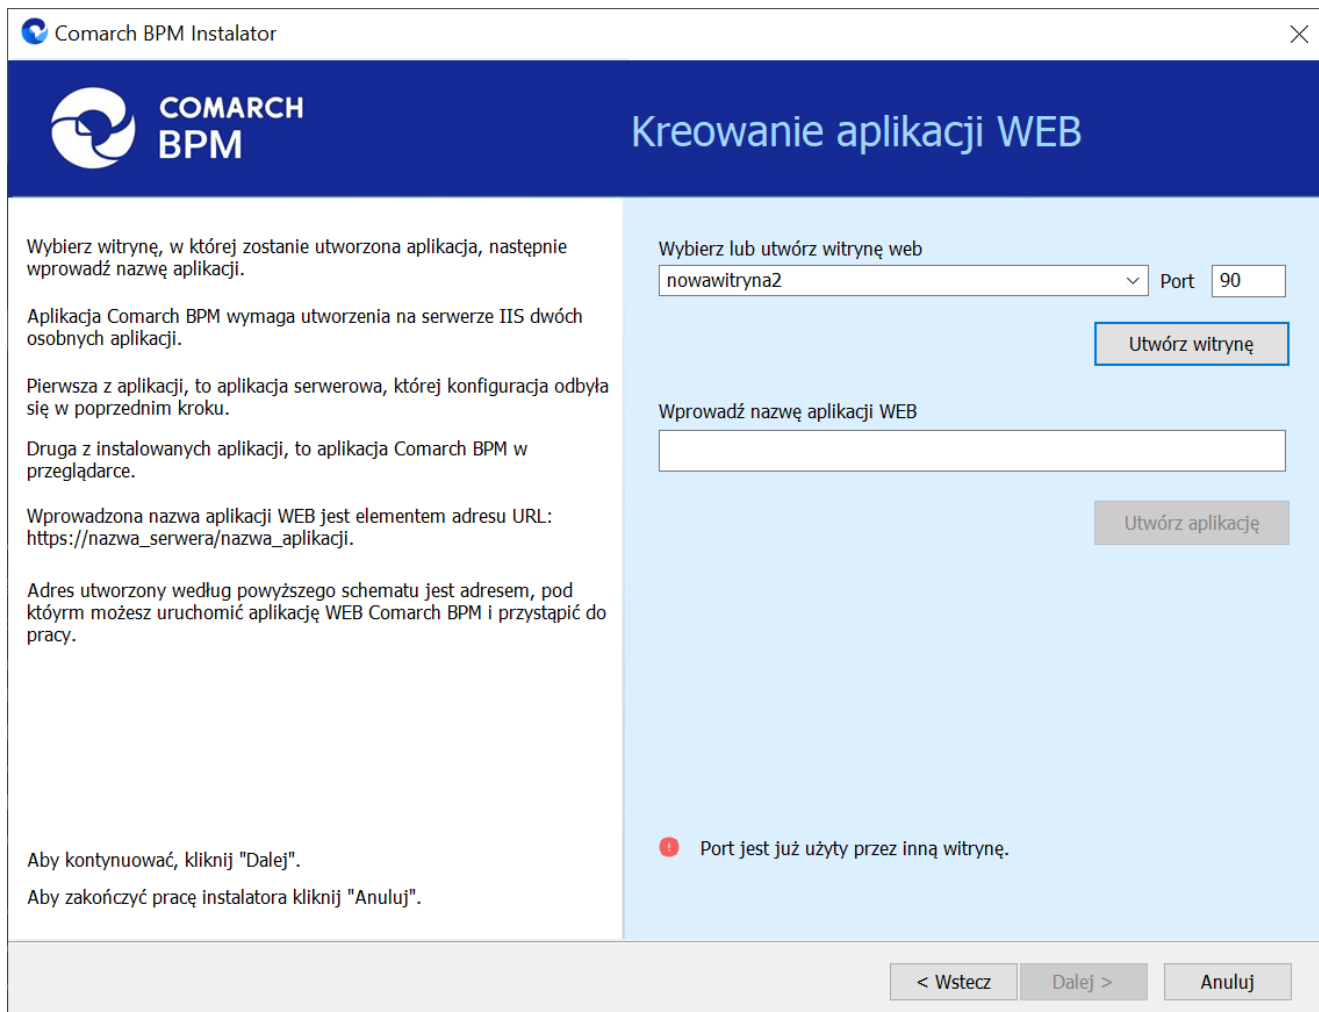 Comarch BPM Instalator
COMARCH
BPM
Kreowanie aplikacji WEB
Wybierz witrynę, w której zostanie utworzona aplikacja, następnie
wprowadź nazwę aplikacji.
Aplikacja Comarch BPM wymaga utworzenia na serwerze IIS dwóch
osobnych aplikacji.
Pierwsza z aplikacji, to aplikacja serwerowa, której konfiguracja odbyła
się w poprzednim kroku.
Druga z instalowanych aplikacji, to aplikacja Comarch BPM w
przeglądarce.
Wprowadzona nazwa aplikacji WEB jest elementem adresu URL:
https://nazwa_serwera/nazwa_aplikacji.
Adres utworzony według powyższego schematu jest adresem, pod
któyrm możesz uruchomić aplikację WEB Comarch BPM i przystąpić do
pracy.
Aby kontynuować, kliknij "Dalej".
Aby zakończyć pracę instalatora kliknij "Anuluj".
Wybierz lub utwórz witrynę web
nowawitryna2 Port 90
Utwórz witrynę
Wprowadź nazwę aplikacji WEB
Utwórz aplikację
Port jest już użyty przez inną witrynę.
< Wstecz Dalej > Anuluj